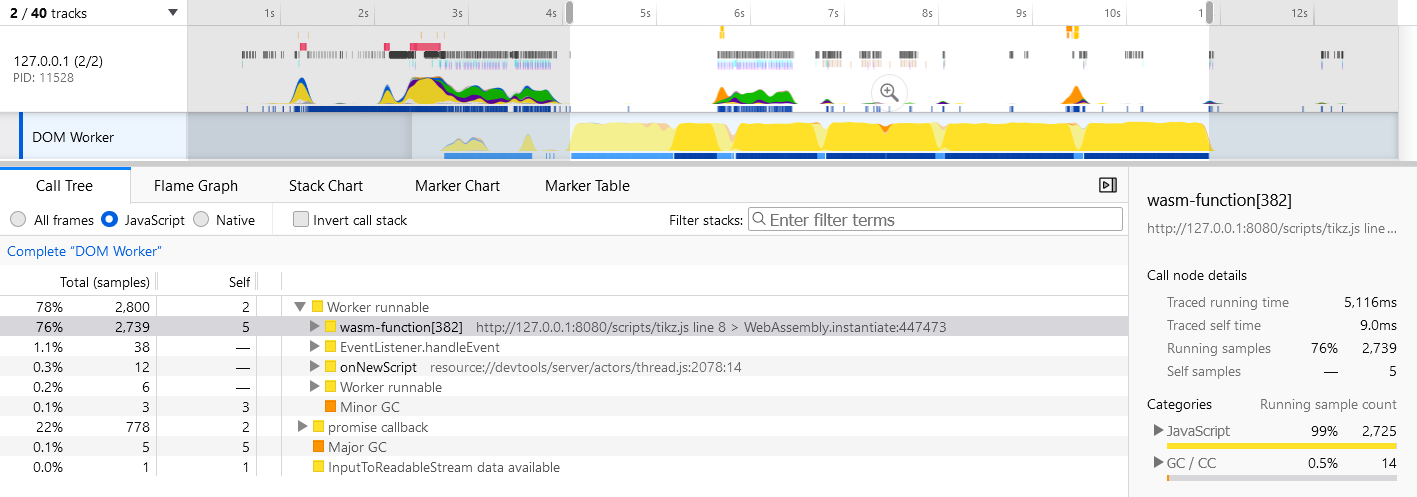 2 / 40 tracks ▼ 1s 2s 3s 4s 5s 6s 7s 8s 9s 10s 1 12s
127.0.0.1 (2/2)
PID: 11528
DOM Worker
Call Tree Flame Graph Stack Chart Marker Chart Marker Table
All frames JavaScript Native Invert call stack Filter stacks: Enter filter terms
Complete “DOM Worker”
Total (samples) Self
78% 2,800 2 Worker runnable
76% 2,739 5 wasm-function[382] http://127.0.0.1:8080/scripts/tikz.js line 8 > WebAssembly.instantiate:447473
1.1% 38 — EventListener.handleEvent
0.3% 12 — onNewScript resource://devtools/server/actors/thread.js:2078:14
0.2% 6 — Worker runnable
0.1% 3 3 Minor GC
22% 778 2 promise callback
0.1% 5 5 Major GC
0.0% 1 1 InputToReadableStream data available
wasm-function[382]
http://127.0.0.1:8080/scripts/tikz.js line ...
Call node details
Traced running time 5,116ms
Traced self time 9.0ms
Running samples 76% 2,739
Self samples — 5
Categories Running sample count
JavaScript 99% 2,725
GC / CC 0.5% 14